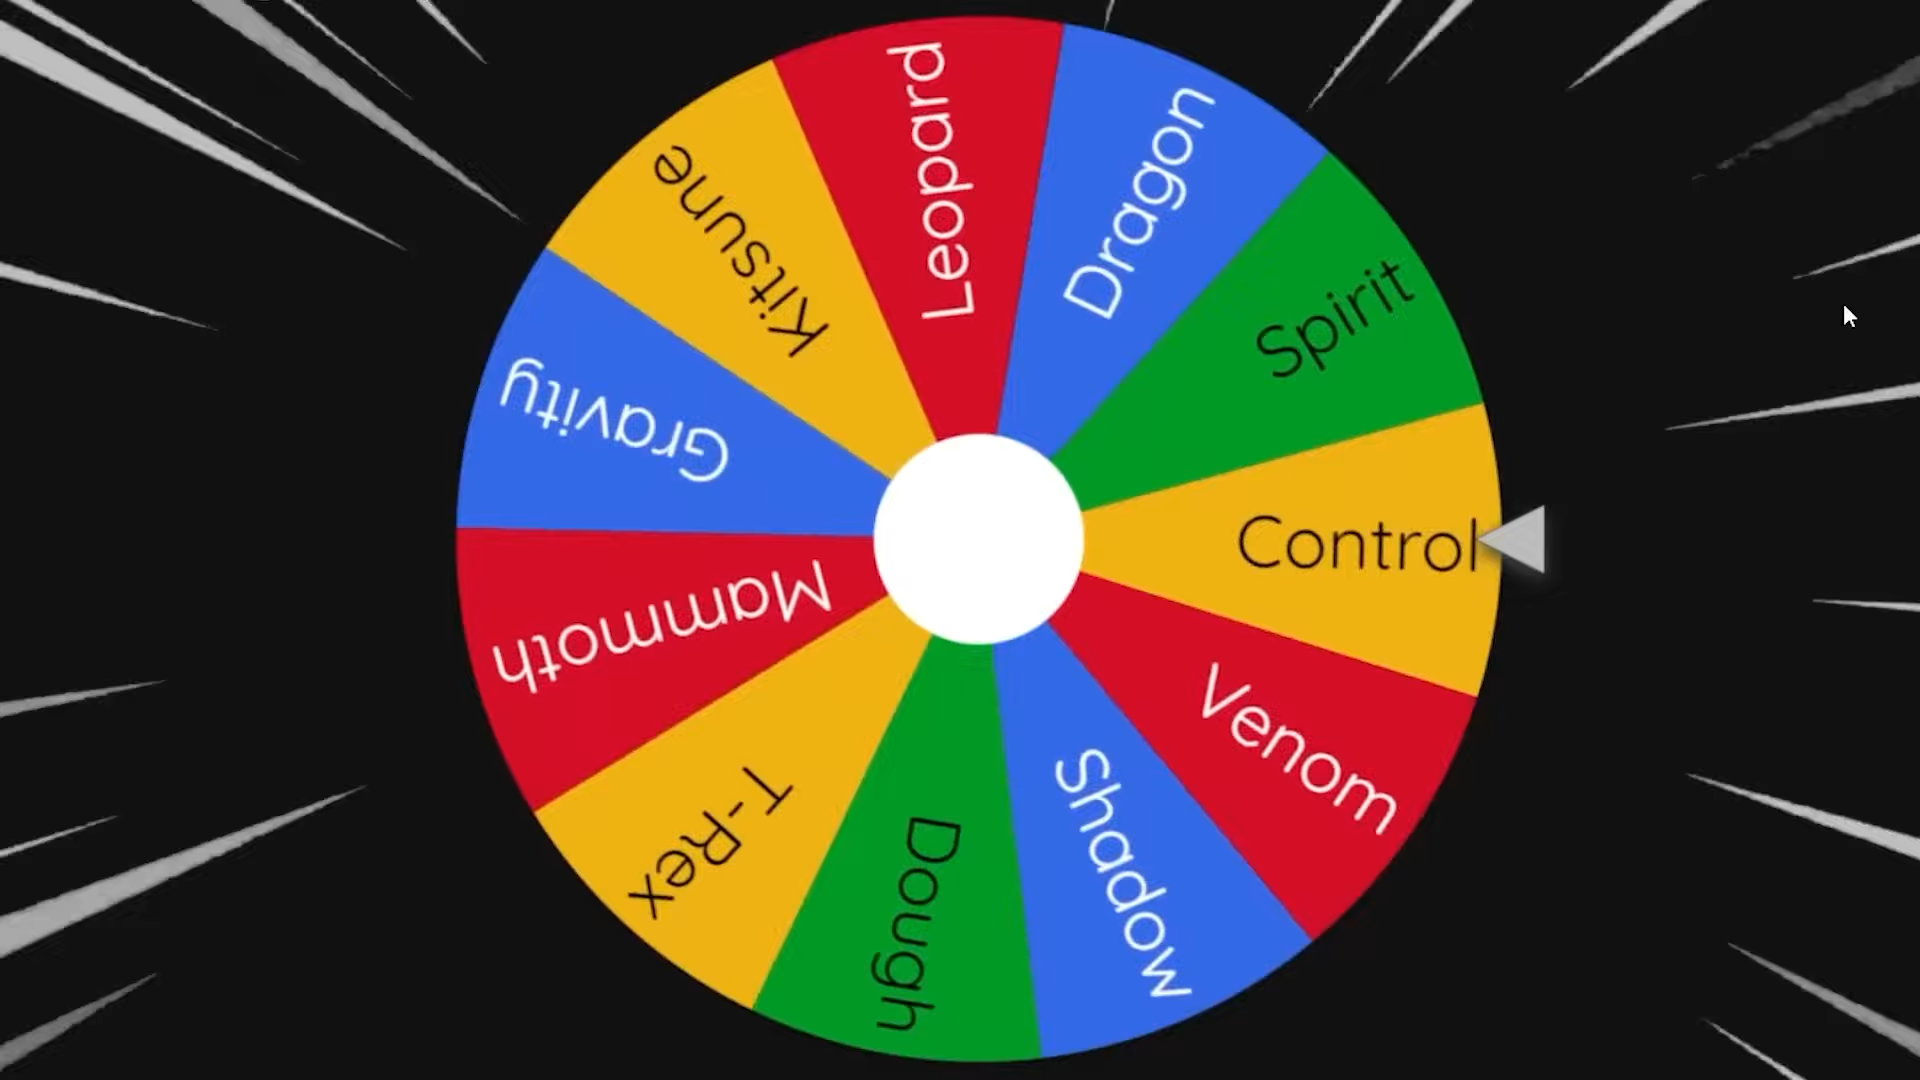 Leopard
Dragon
Spirit
Control
Venom
Shadow
Dough
T-Rex
Mammoth
Gravity
Kitsune